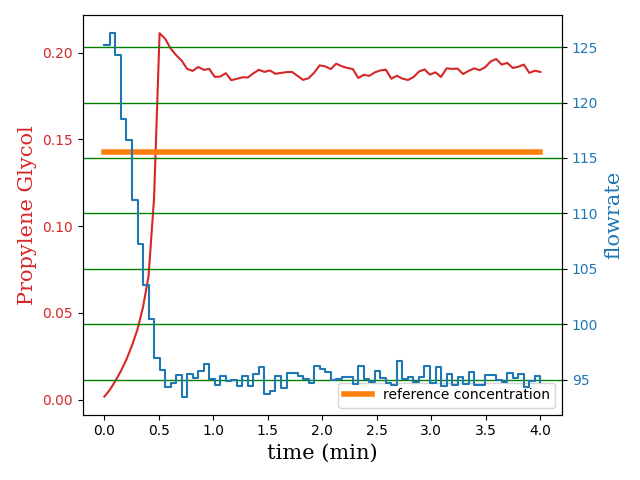 Propylene Glycol
0.20
0.15
0.10
0.05
0.00
125
120
115
110
105
100
95
flowrate
reference concentration
0.0 0.5 1.0 1.5 2.0 2.5 3.0 3.5 4.0
time (min)